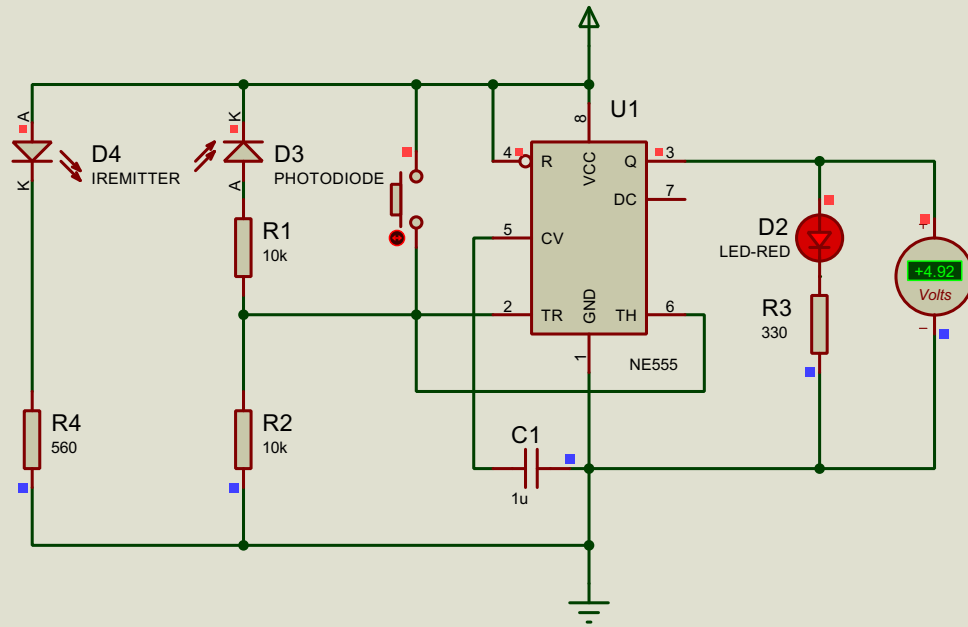 U1
A
K
D4
IREMITTER
K
A
D3
PHOTODIODE
R1
10k
R4
560
R2
10k
8
4
R
VCC
Q
3
DC
7
5
CV
2
TR
GND
TH
6
1
NE555
C1
1u
D2
LED-RED
R3
330
+
+4.92
Volts
−